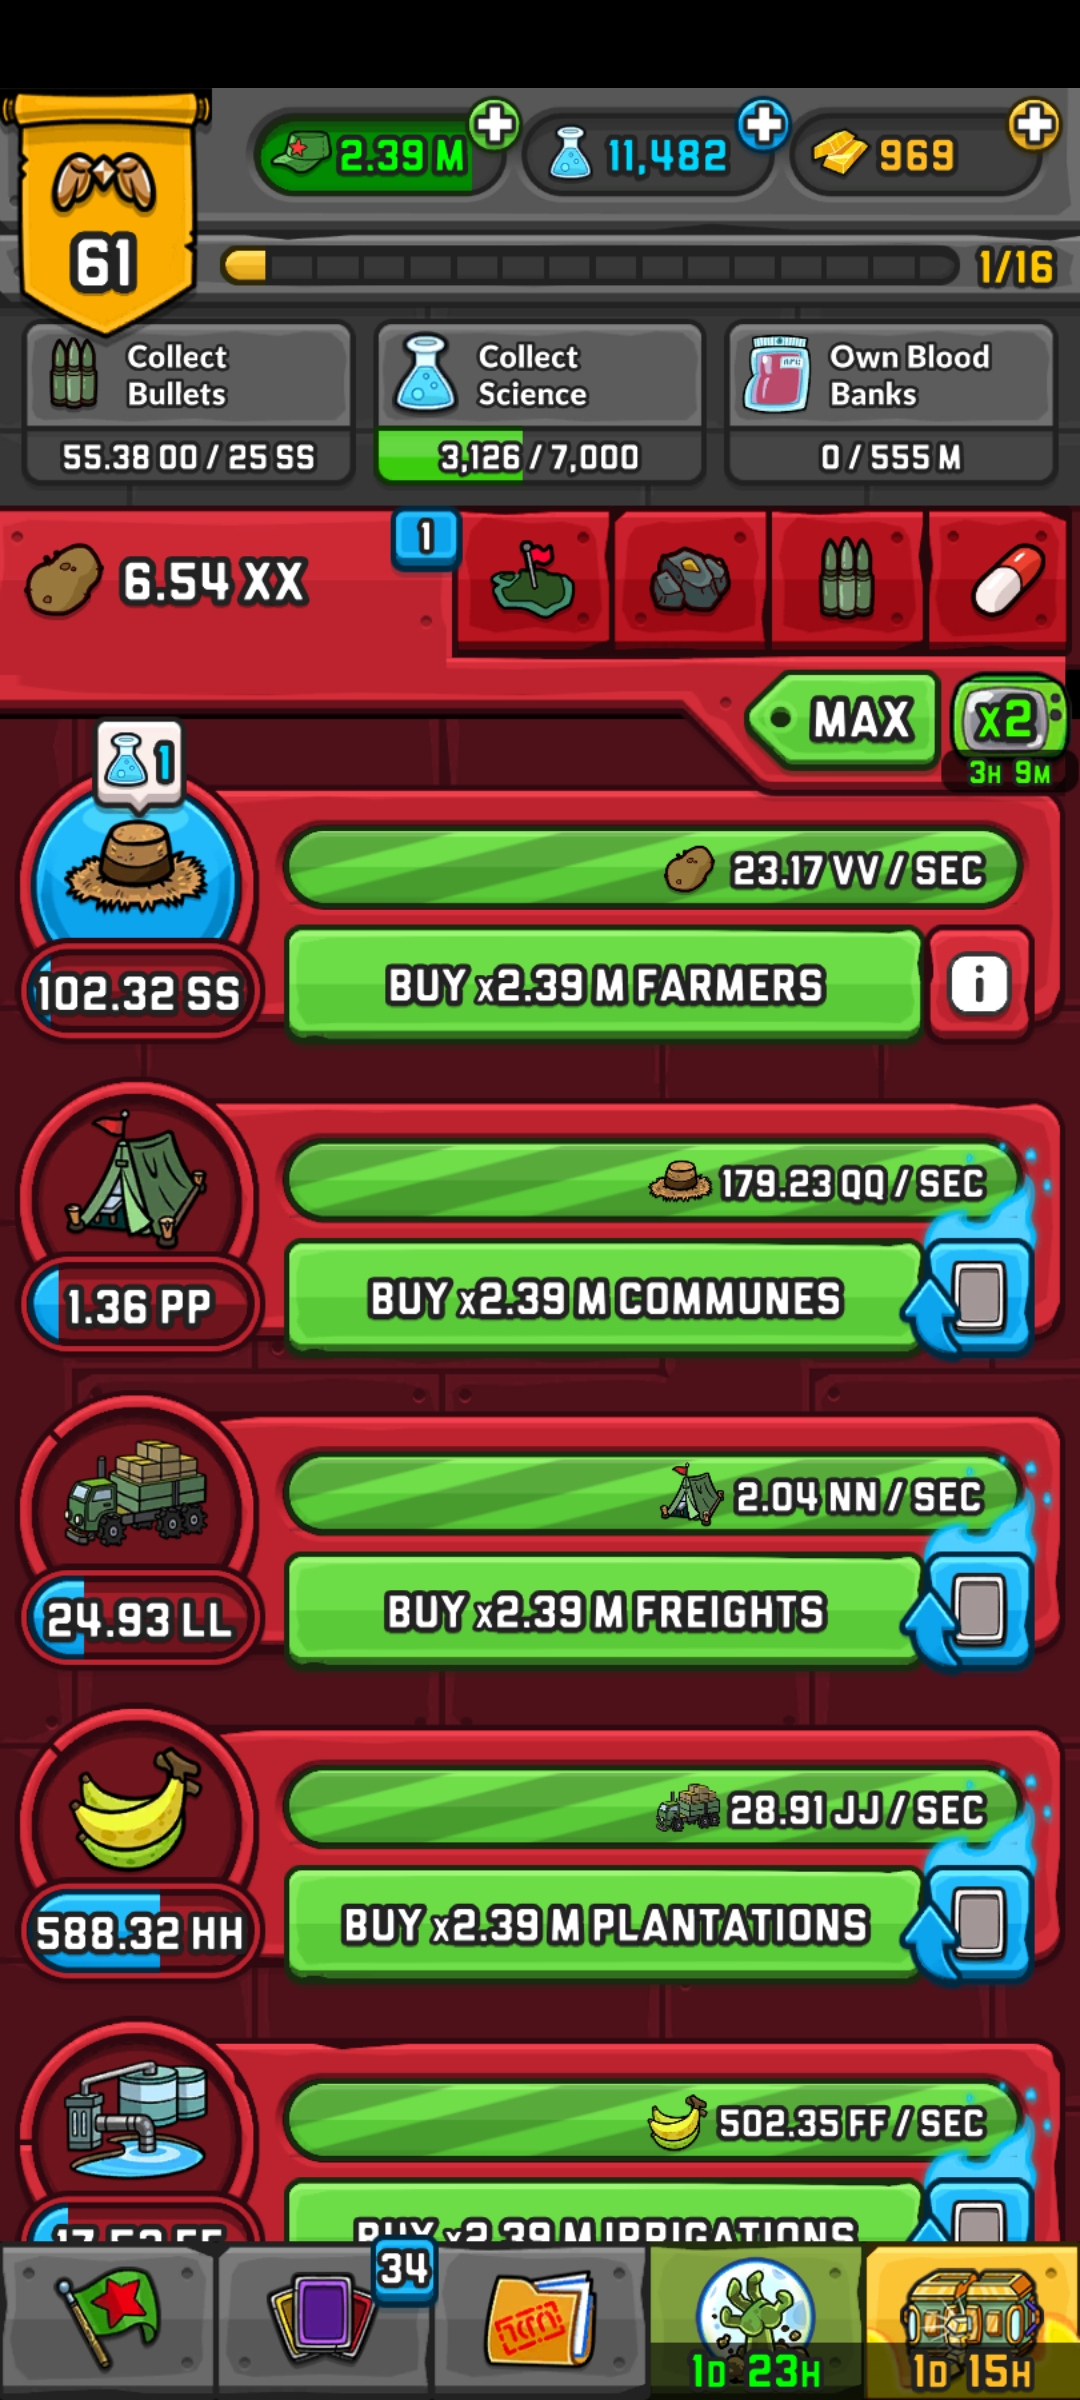 2.39 M
11,482
969
61
1/16
Collect
Bullets
55.38 OO / 25 SS
Collect
Science
3,126 / 7,000
Own Blood
Banks
0 / 555 M
6.54 XX
1
MAX
x2
3H 9M
1
23.17 VV / SEC
102.32 SS
BUY x2.39 M FARMERS
i
179.23 QQ / SEC
1.36 PP
BUY x2.39 M COMMUNES
2.04 NN / SEC
24.93 LL
BUY x2.39 M FREIGHTS
28.91 JJ / SEC
588.32 HH
BUY x2.39 M PLANTATIONS
502.35 FF / SEC
BUY x2.39 M IRRIGATIONS
34
1D 23H
1D 15H